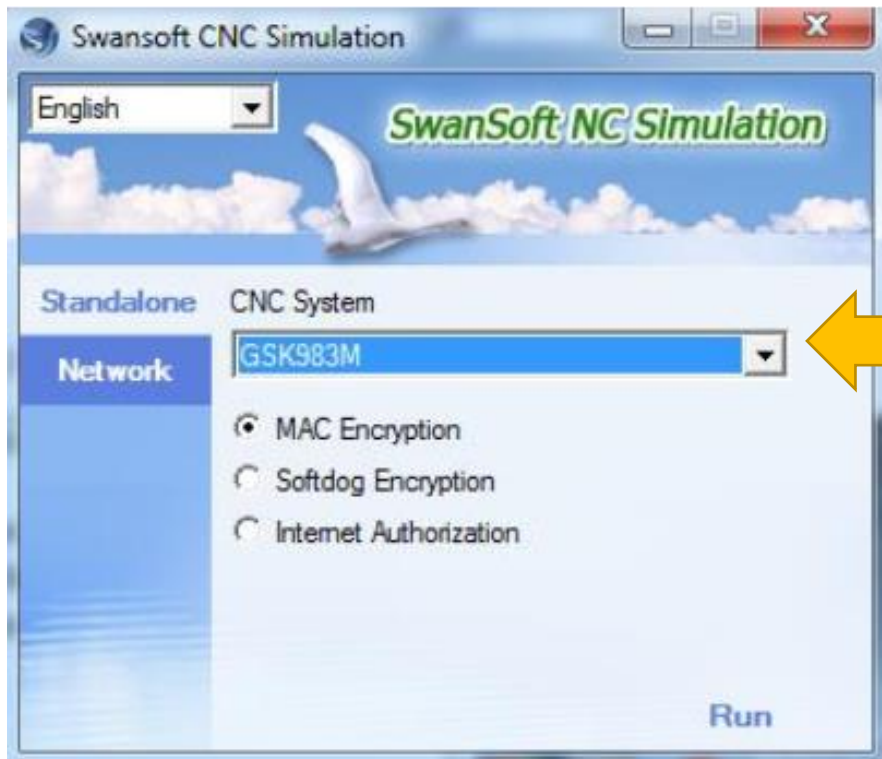 Swansoft CNC Simulation
English
SwanSoft NC Simulation
Standalone
CNC System
Network
GSK983M
MAC Encryption
Softdog Encryption
Internet Authorization
Run